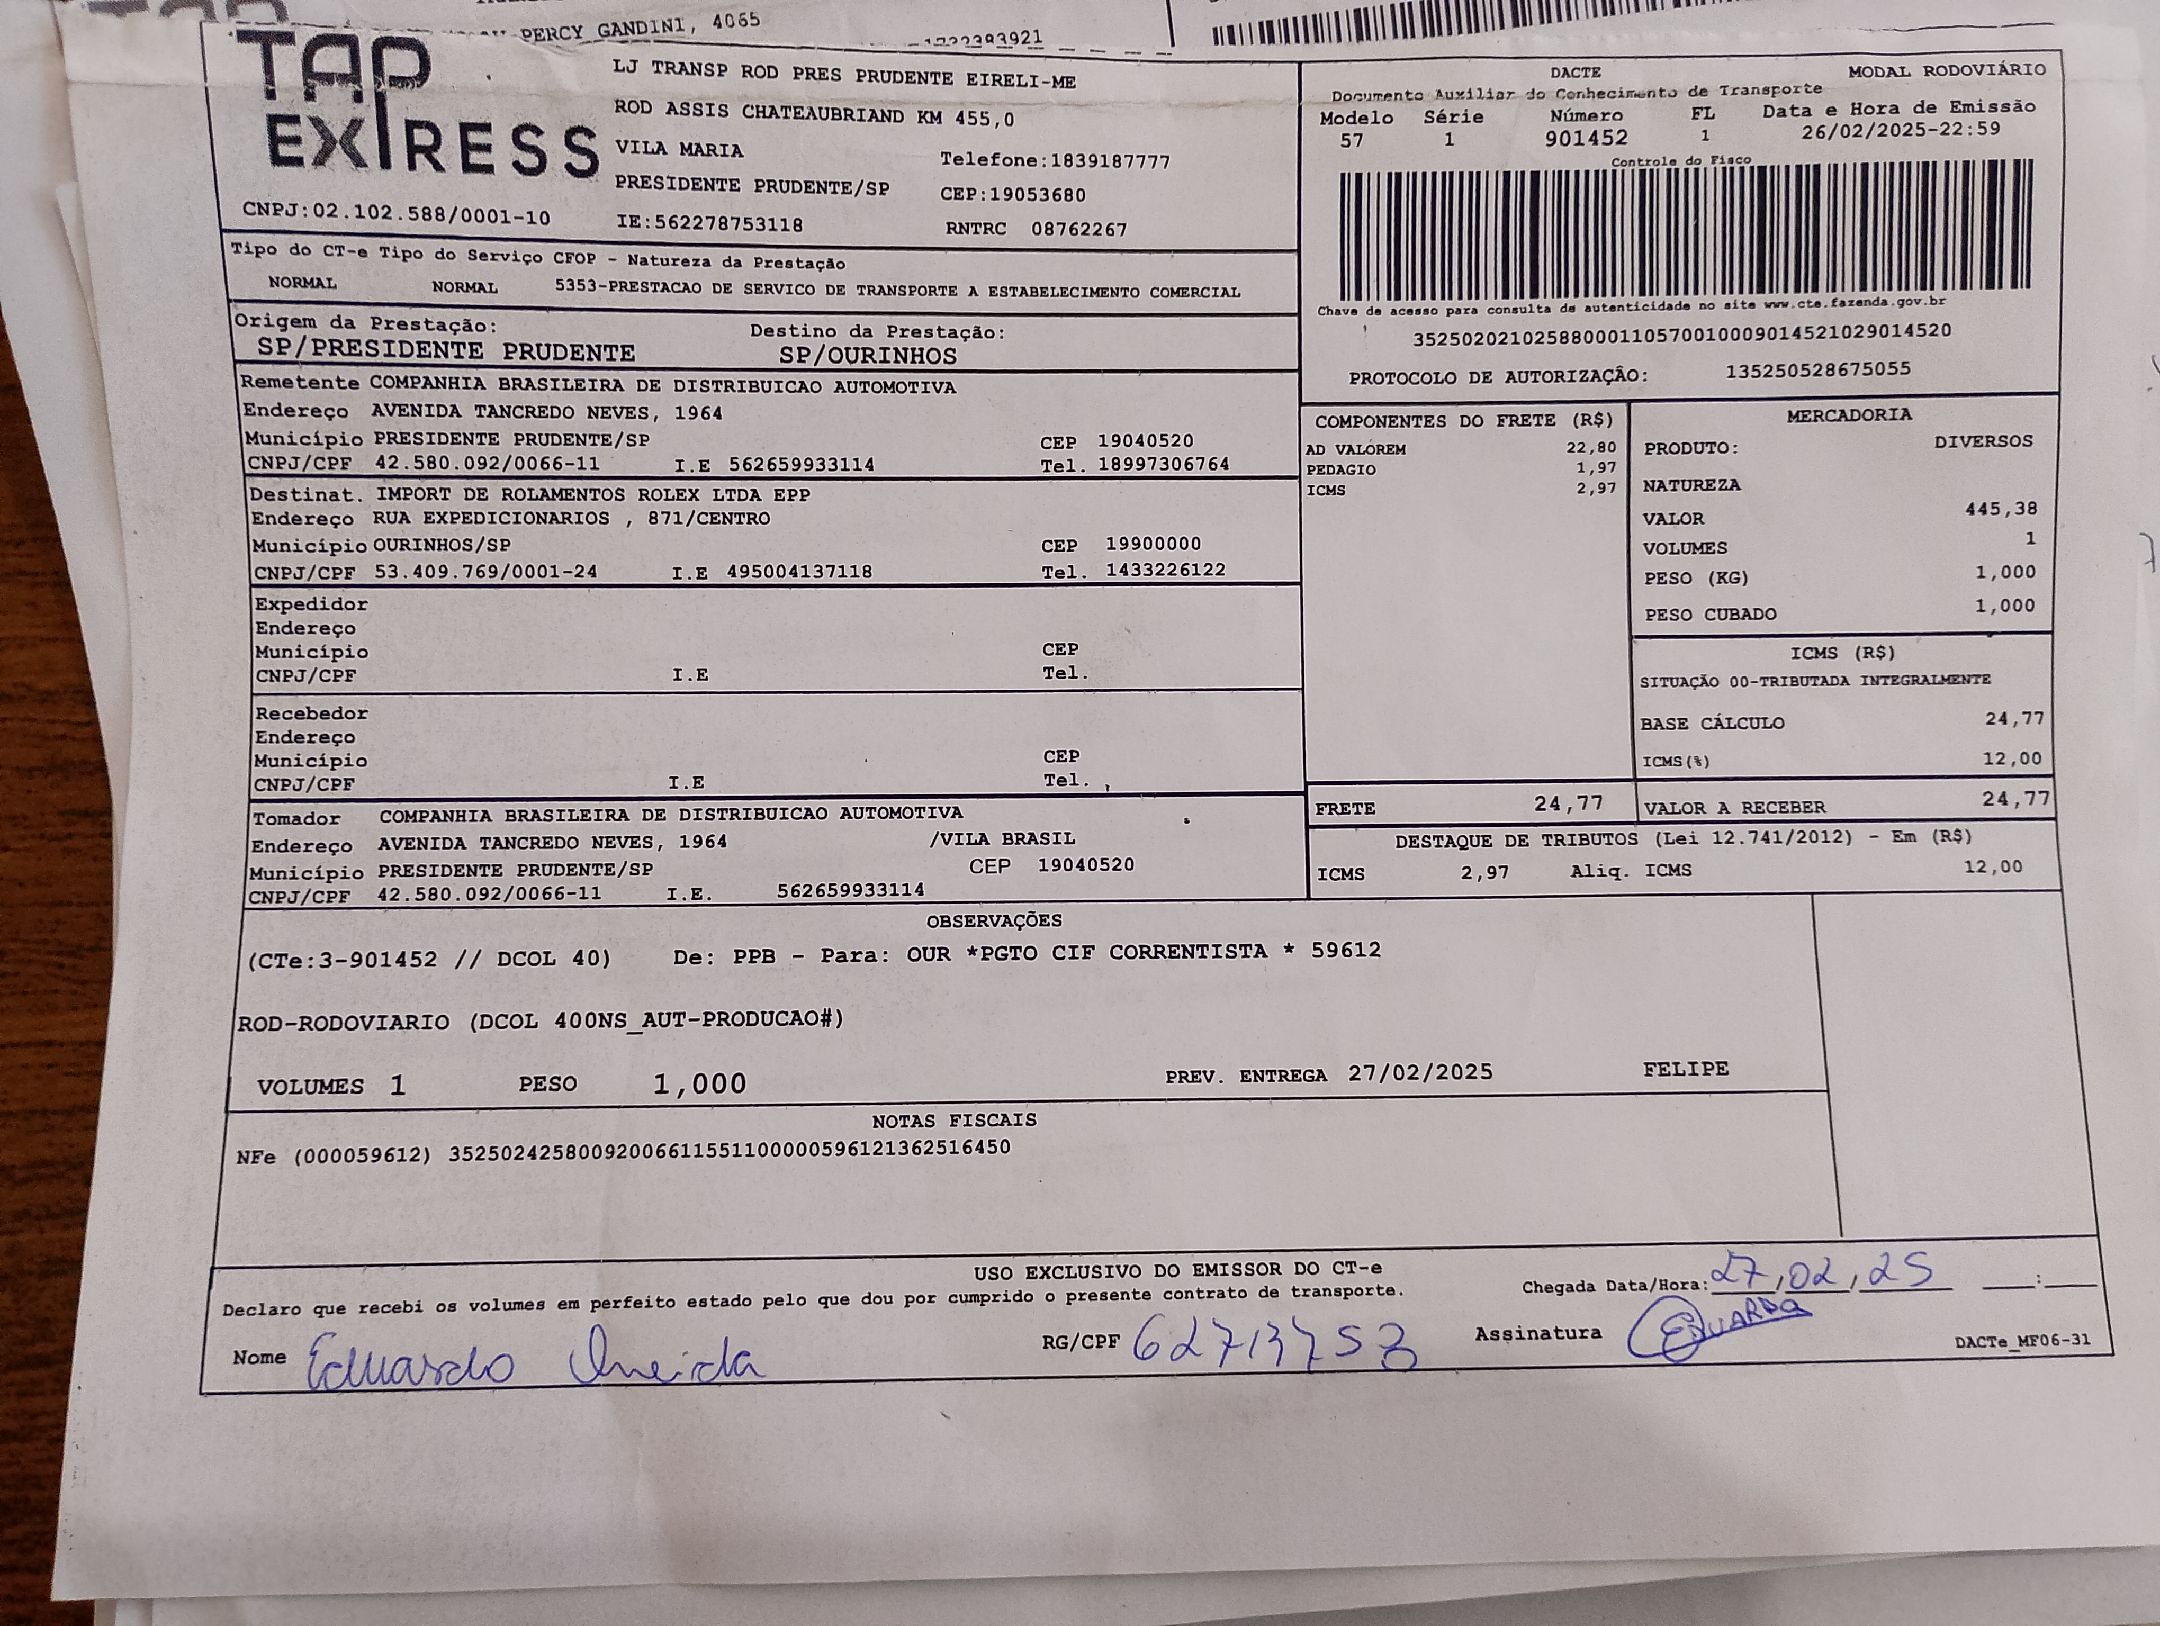 PERCY GANDINI, 4065
1722393921
TAP
EXPRESS
LJ TRANSP ROD PRES PRUDENTE EIRELI-ME
ROD ASSIS CHATEAUBRIAND KM 455,0
VILA MARIA
Telefone:1839187777
PRESIDENTE PRUDENTE/SP
CEP:19053680
CNPJ:02.102.588/0001-10
IE:562278753118
RNTRC 08762267
DACTE
MODAL RODOVIÁRIO
Documento Auxiliar do Conhecimento de Transporte
Modelo Série Número FL Data e Hora de Emissão
57 1 901452 1 26/02/2025-22:59
Controle do Fisco
Chave de acesso para consulta de autenticidade no site www.cte.fazenda.gov.br
35250202102588000110570010009014521029014520
PROTOCOLO DE AUTORIZAÇÃO: 135250528675055
Tipo do CT-e Tipo do Serviço CFOP - Natureza da Prestação
NORMAL NORMAL 5353-PRESTACAO DE SERVICO DE TRANSPORTE A ESTABELECIMENTO COMERCIAL
Origem da Prestação: Destino da Prestação:
SP/PRESIDENTE PRUDENTE SP/OURINHOS
Remetente COMPANHIA BRASILEIRA DE DISTRIBUICAO AUTOMOTIVA
Endereço AVENIDA TANCREDO NEVES, 1964
Município PRESIDENTE PRUDENTE/SP CEP 19040520
CNPJ/CPF 42.580.092/0066-11 I.E 562659933114 Tel. 18997306764
Destinat. IMPORT DE ROLAMENTOS ROLEX LTDA EPP
Endereço RUA EXPEDICIONARIOS , 871/CENTRO
Município OURINHOS/SP CEP 19900000
CNPJ/CPF 53.409.769/0001-24 I.E 495004137118 Tel. 1433226122
Expedidor
Endereço
Município CEP
CNPJ/CPF I.E Tel.
Recebedor
Endereço
Município CEP
CNPJ/CPF I.E Tel.
Tomador COMPANHIA BRASILEIRA DE DISTRIBUICAO AUTOMOTIVA
Endereço AVENIDA TANCREDO NEVES, 1964 /VILA BRASIL
Município PRESIDENTE PRUDENTE/SP CEP 19040520
CNPJ/CPF 42.580.092/0066-11 I.E. 562659933114
COMPONENTES DO FRETE (R$)
AD VALOREM 22,80
PEDAGIO 1,97
ICMS 2,97
MERCADORIA
PRODUTO: DIVERSOS
NATUREZA
VALOR 445,38
VOLUMES 1
PESO (KG) 1,000
PESO CUBADO 1,000
ICMS (R$)
SITUAÇÃO 00-TRIBUTADA INTEGRALMENTE
BASE CÁLCULO 24,77
ICMS(%) 12,00
FRETE 24,77 VALOR A RECEBER 24,77
DESTAQUE DE TRIBUTOS (Lei 12.741/2012) - Em (R$)
ICMS 2,97 Aliq. ICMS 12,00
OBSERVAÇÕES
(CTe:3-901452 // DCOL 40) De: PPB - Para: OUR *PGTO CIF CORRENTISTA * 59612
ROD-RODOVIARIO (DCOL 400NS_AUT-PRODUCAO#)
VOLUMES 1 PESO 1,000 PREV. ENTREGA 27/02/2025 FELIPE
NOTAS FISCAIS
NFe (000059612) 35250242580092006611551100000596121362516450
USO EXCLUSIVO DO EMISSOR DO CT-e
Declaro que recebi os volumes em perfeito estado pelo que dou por cumprido o presente contrato de transporte.
Chegada Data/Hora: 27,02,25 :
Nome Eduardo RG/CPF 62713753 Assinatura EDUARDO
DACTe_MF06-31